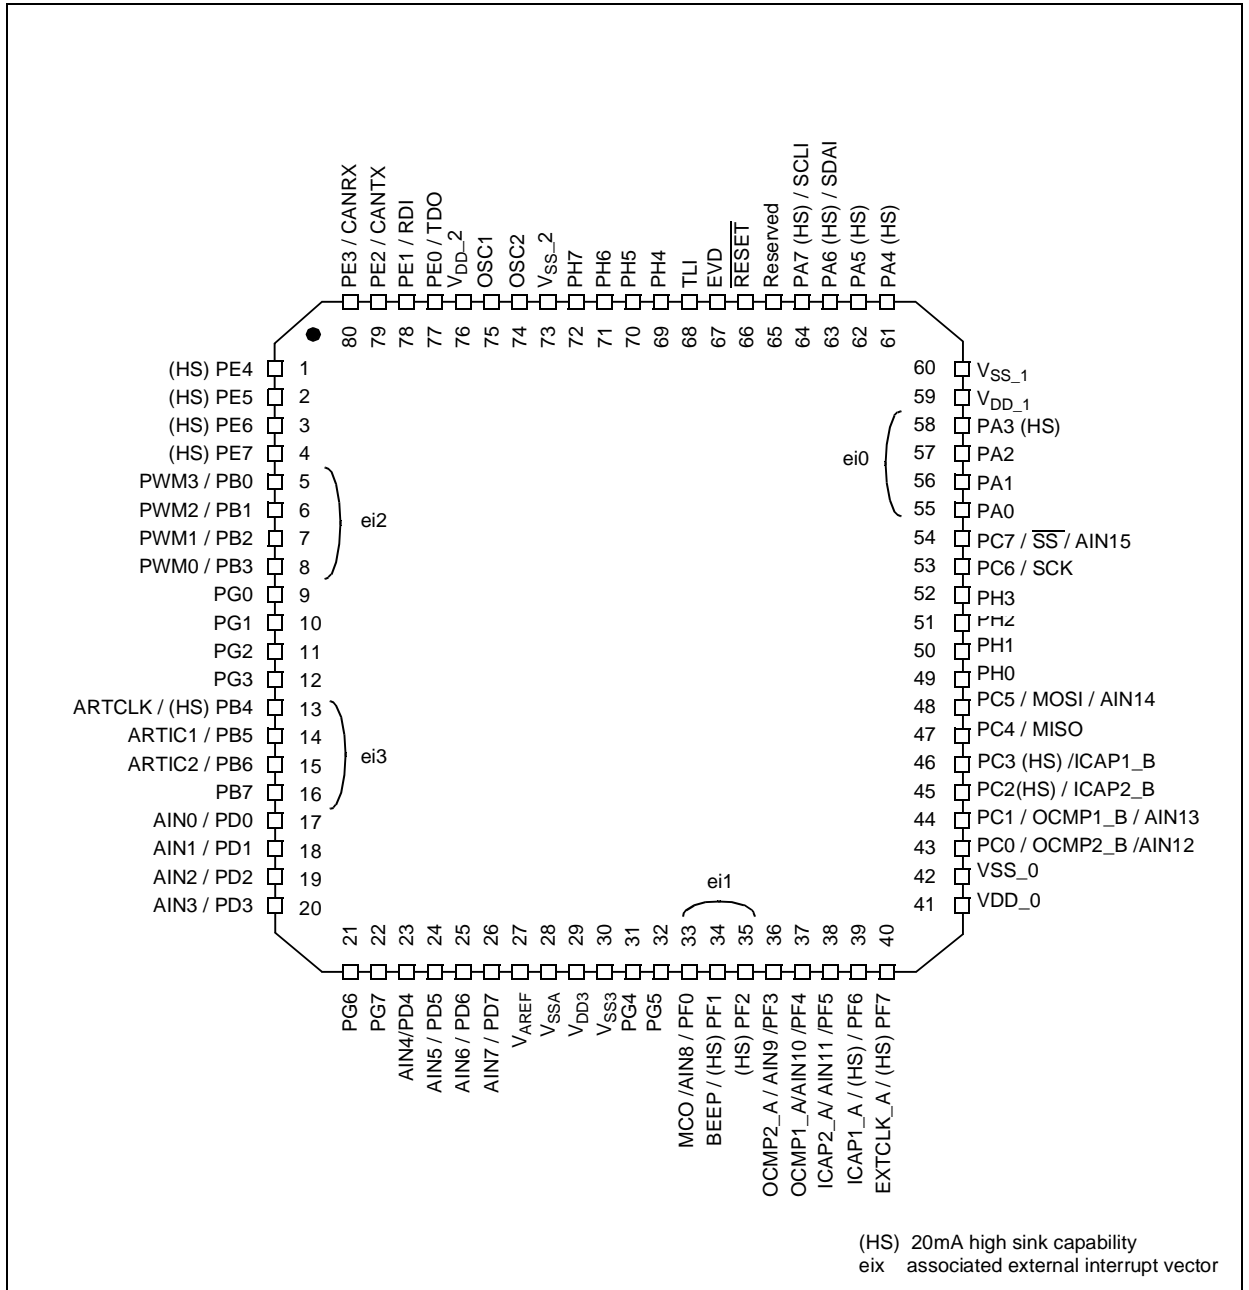 PE3 / CANRX
PE2 / CANTX
PE1 / RDI
PE0 / TDO
VDD_2
OSC1
OSC2
VSS_2
PH7
PH6
PH5
PH4
TLI
EVD
RESET
Reserved
PA7 (HS) / SCLI
PA6 (HS) / SDAI
PA5 (HS)
PA4 (HS)
80 79 78 77 76 75 74 73 72 71 70 69 68 67 66 65 64 63 62 61
(HS) PE4 1
(HS) PE5 2
(HS) PE6 3
(HS) PE7 4
PWM3 / PB0 5
PWM2 / PB1 6
PWM1 / PB2 7
PWM0 / PB3 8
ei2
PG0 9
PG1 10
PG2 11
PG3 12
ARTCLK / (HS) PB4 13
ARTIC1 / PB5 14
ARTIC2 / PB6 15
PB7 16
ei3
AIN0 / PD0 17
AIN1 / PD1 18
AIN2 / PD2 19
AIN3 / PD3 20
60 VSS_1
59 VDD_1
58 PA3 (HS)
57 PA2
56 PA1
55 PA0
ei0
54 PC7 / SS / AIN15
53 PC6 / SCK
52 PH3
51 PH2
50 PH1
49 PH0
48 PC5 / MOSI / AIN14
47 PC4 / MISO
46 PC3 (HS) /ICAP1_B
45 PC2(HS) / ICAP2_B
44 PC1 / OCMP1_B / AIN13
43 PC0 / OCMP2_B /AIN12
42 VSS_0
41 VDD_0
ei1
21 22 23 24 25 26 27 28 29 30 31 32 33 34 35 36 37 38 39 40
PG6
PG7
AIN4/PD4
AIN5 / PD5
AIN6 / PD6
AIN7 / PD7
VAREF
VSSA
VDD3
VSS3
PG4
PG5
MCO /AIN8 / PF0
BEEP / (HS) PF1
(HS) PF2
OCMP2_A / AIN9 /PF3
OCMP1_A/AIN10 /PF4
ICAP2_A/ AIN11 /PF5
ICAP1_A / (HS) / PF6
EXTCLK_A / (HS) PF7
(HS) 20mA high sink capability
eix associated external interrupt vector